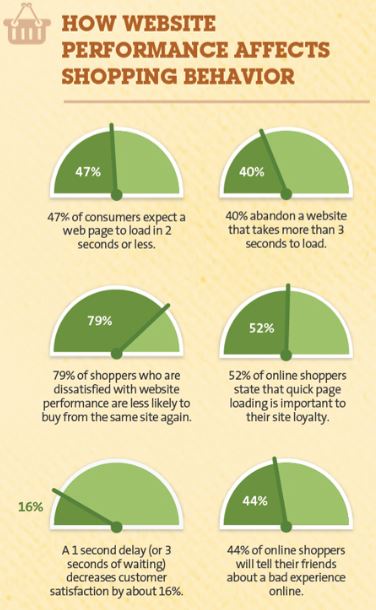 HOW WEBSITE
PERFORMANCE AFFECTS
SHOPPING BEHAVIOR
47%
47% of consumers expect a
web page to load in 2
seconds or less.
40%
40% abandon a website
that takes more than 3
seconds to load.
79%
79% of shoppers who are
dissatisfied with website
performance are less likely to
buy from the same site again.
52%
52% of online shoppers
state that quick page
loading is important to
their site loyalty.
16%
A 1 second delay (or 3
seconds of waiting)
decreases customer
satisfaction by about 16%.
44%
44% of online shoppers
will tell their friends
about a bad experience
online.